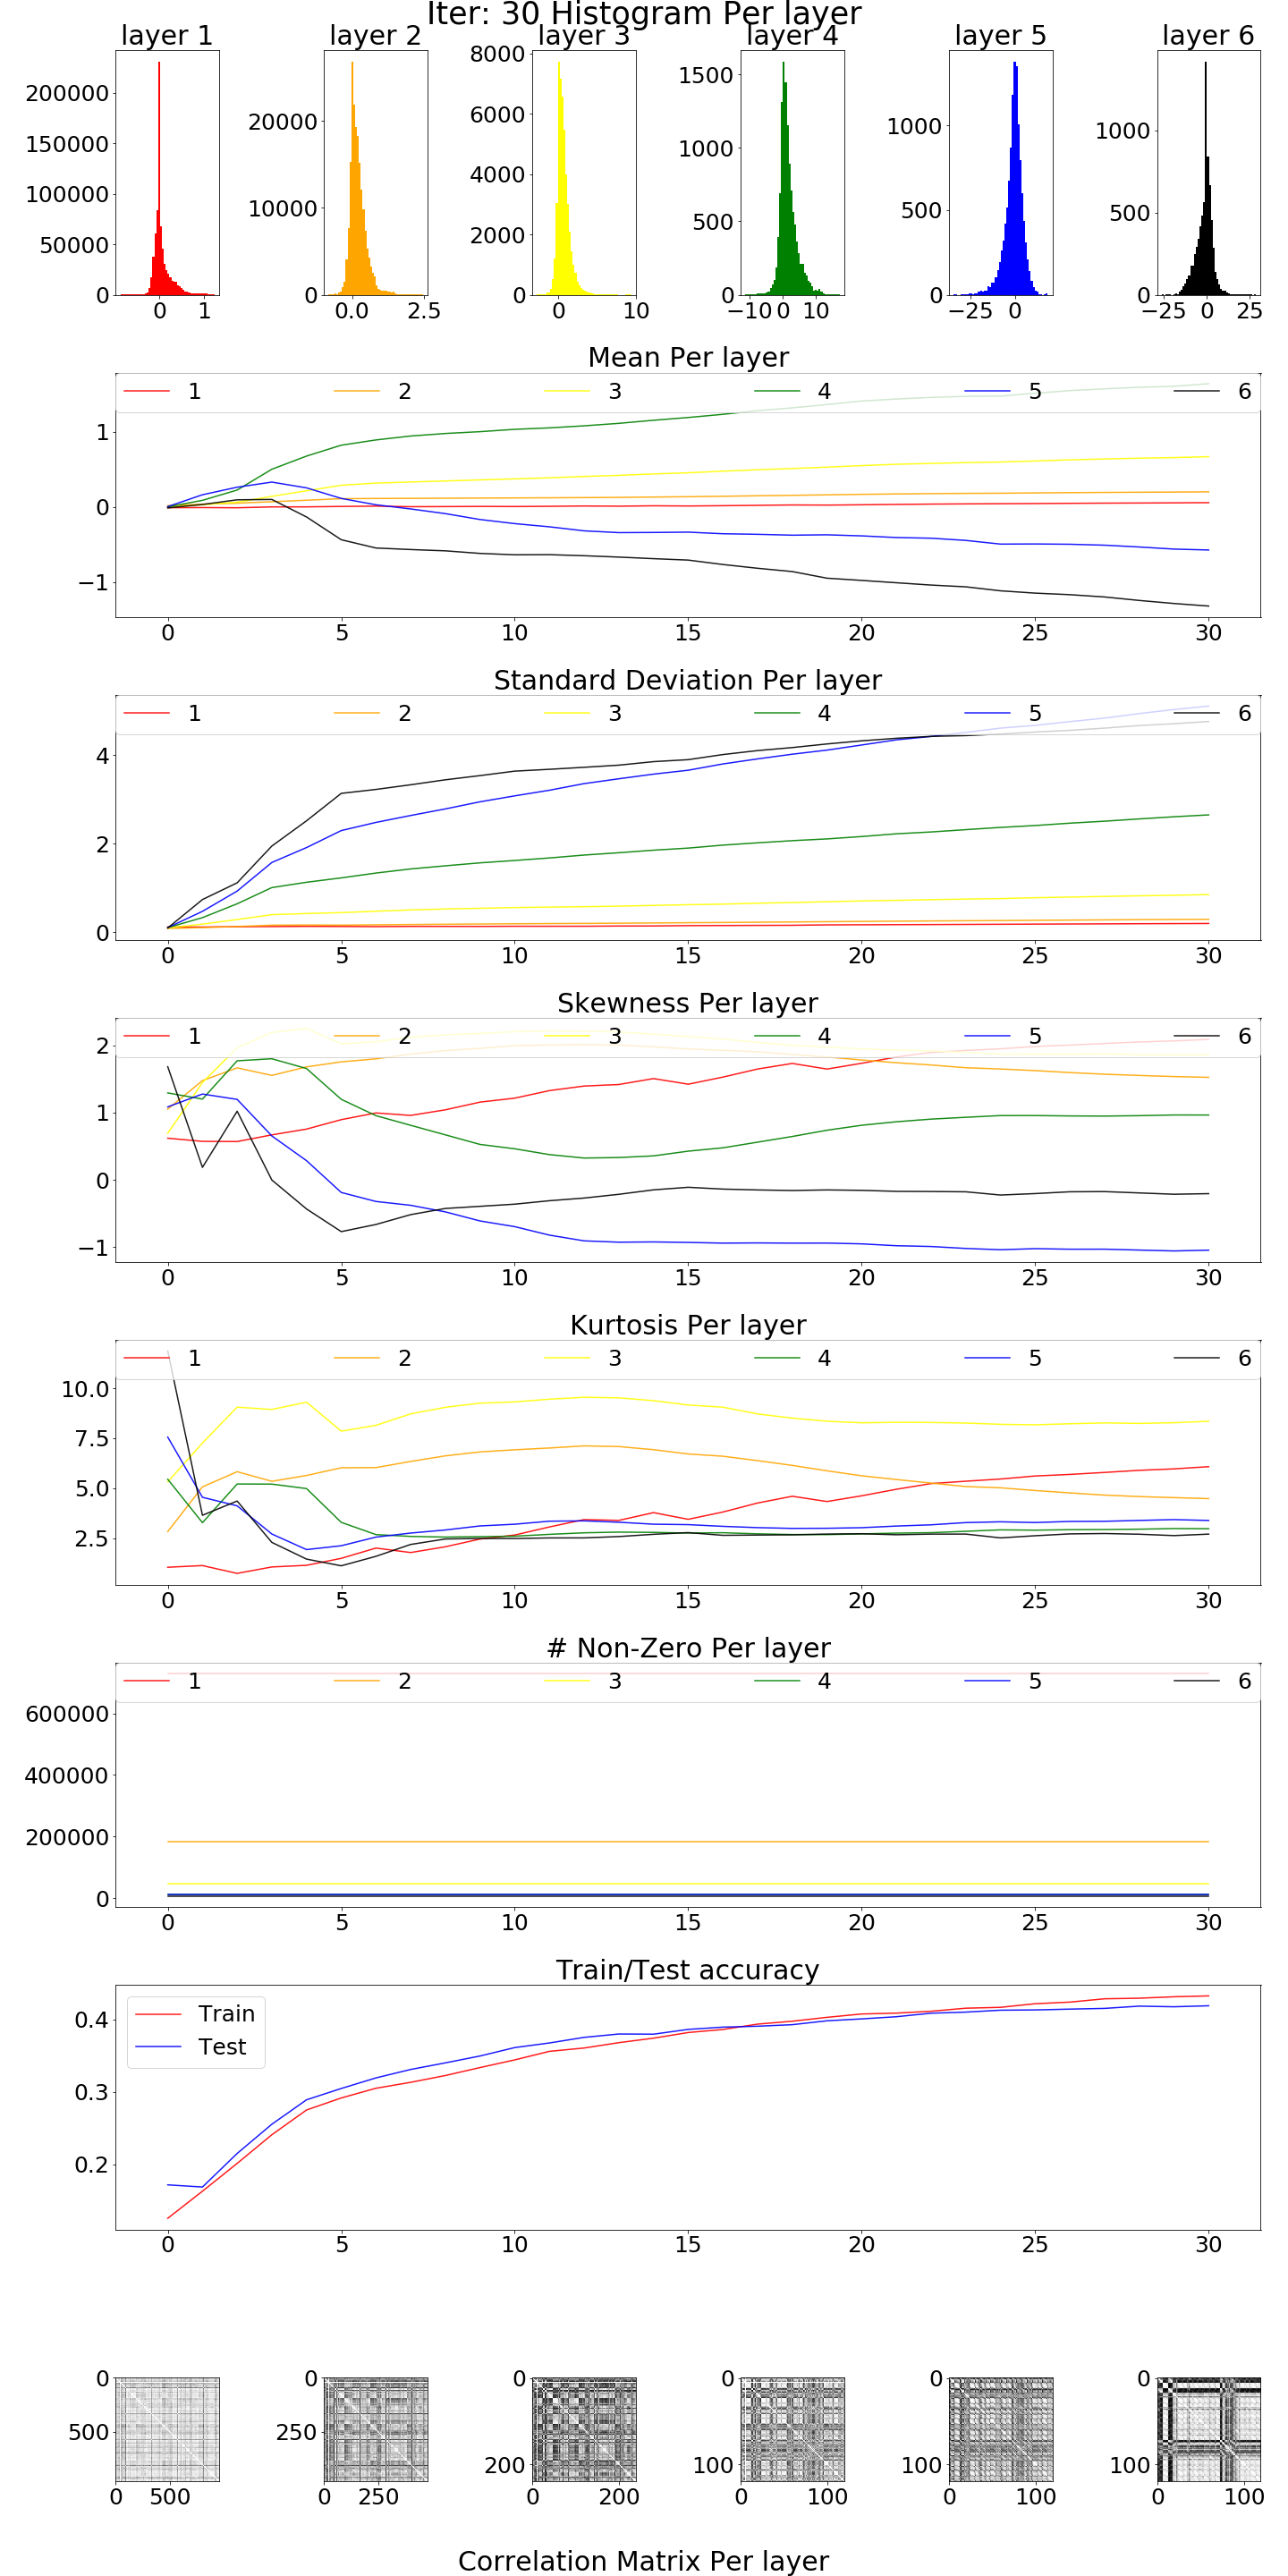 Iter: 30 Histogram Per layer
layer 1 layer 2 layer 3 layer 4 layer 5 layer 6
200000 150000 100000 50000 0
0 1
20000 10000 0
0.0 2.5
8000 6000 4000 2000 0
0 10
1500 1000 500 0
−10 0 10
1000 500 0
−25 0
1000 500 0
−25 0 25
Mean Per layer
1 2 3 4 5 6
1
0
−1
0 5 10 15 20 25 30
Standard Deviation Per layer
1 2 3 4 5 6
4
2
0
0 5 10 15 20 25 30
Skewness Per layer
1 2 3 4 5 6
2
1
0
−1
0 5 10 15 20 25 30
Kurtosis Per layer
1 2 3 4 5 6
10.0
7.5
5.0
2.5
0 5 10 15 20 25 30
# Non-Zero Per layer
1 2 3 4 5 6
600000
400000
200000
0
0 5 10 15 20 25 30
Train/Test accuracy
Train
Test
0.4
0.3
0.2
0 5 10 15 20 25 30
0 500
0 500
0 250
0 250
0 200
0 200
0 100
0 100
0 100
0 100
0 100
0 100
Correlation Matrix Per layer